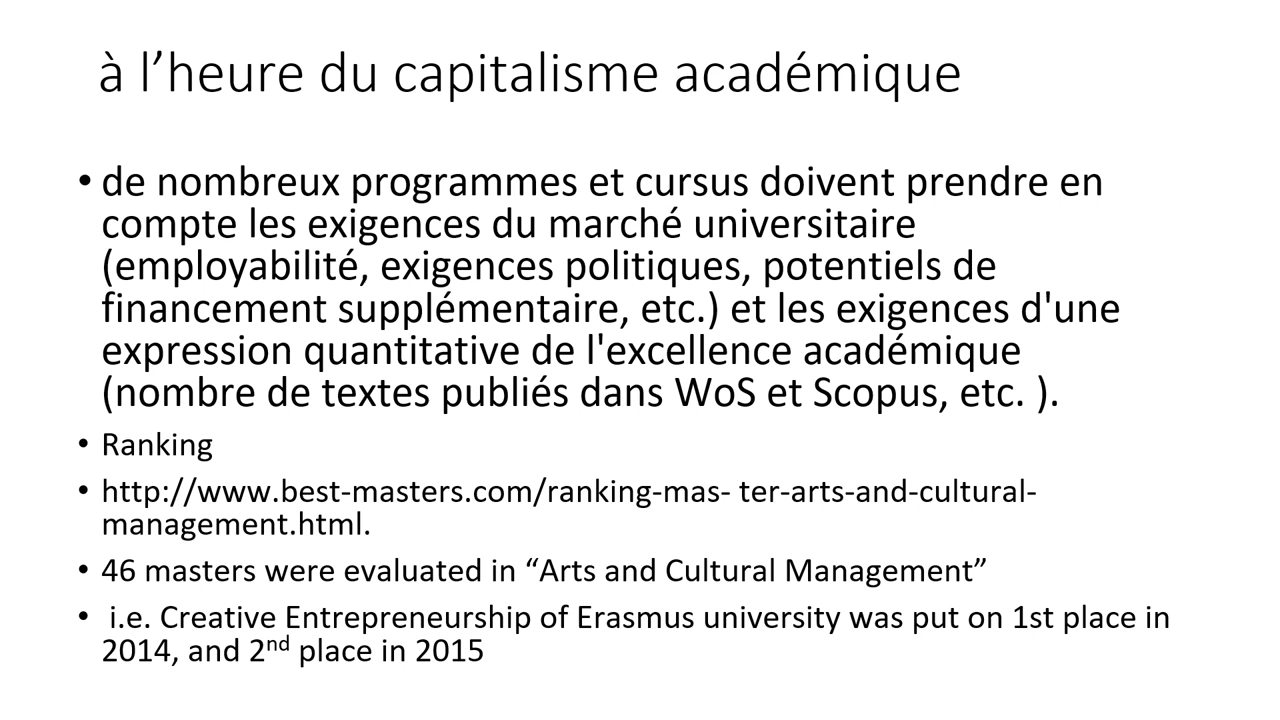 à l’heure du capitalisme académique
• de nombreux programmes et cursus doivent prendre en
compte les exigences du marché universitaire
(employabilité, exigences politiques, potentiels de
financement supplémentaire, etc.) et les exigences d'une
expression quantitative de l'excellence académique
(nombre de textes publiés dans WoS et Scopus, etc. ).
• Ranking
• http://www.best-masters.com/ranking-mas- ter-arts-and-cultural-
management.html.
• 46 masters were evaluated in “Arts and Cultural Management”
• i.e. Creative Entrepreneurship of Erasmus university was put on 1st place in
2014, and 2nd place in 2015